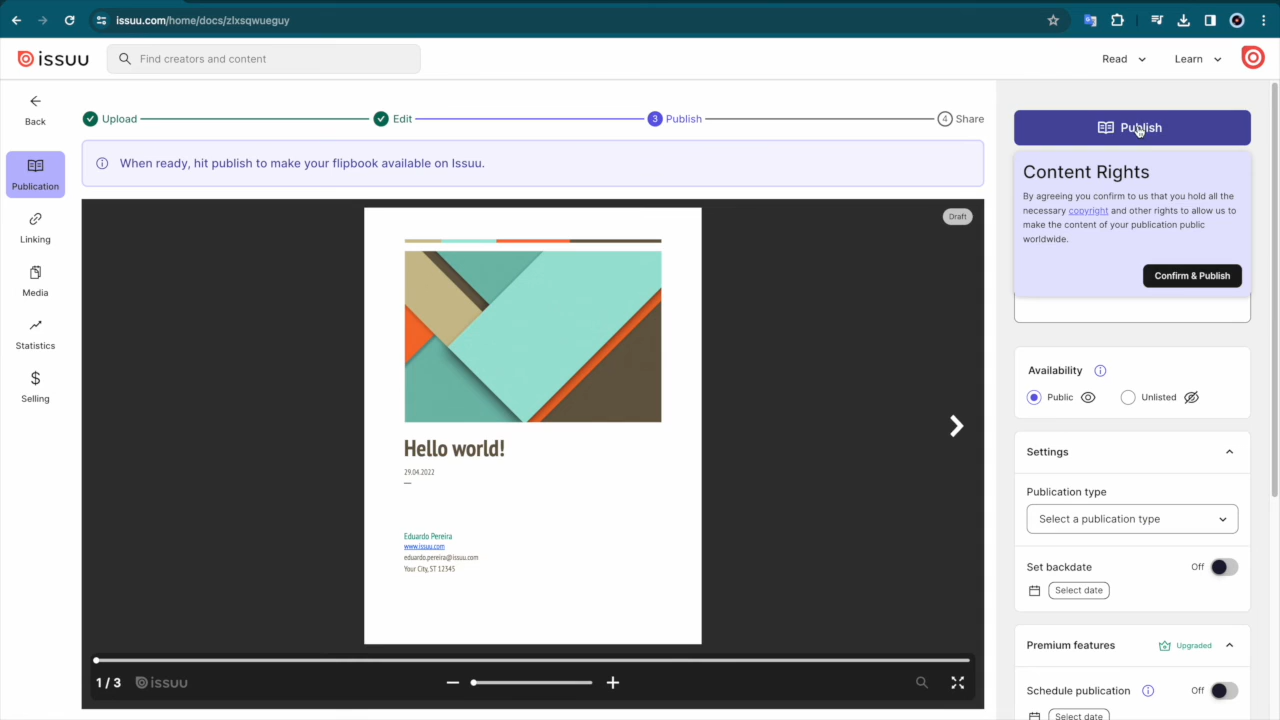 issuu.com/home/docs/zlxsqwueguy
issuu
Find creators and content
Read
Learn
Back
Publication
Linking
Media
Statistics
Selling
Upload
Edit
3 Publish
4 Share
When ready, hit publish to make your flipbook available on Issuu.
Draft
Hello world!
29.04.2022
Eduardo Pereira
www.issuu.com
eduardo.pereira@issuu.com
Your City, ST 12345
1 / 3
issuu
Publish
Content Rights
By agreeing you confirm to us that you hold all the
necessary copyright and other rights to allow us to
make the content of your publication public
worldwide.
Confirm & Publish
Availability
Public
Unlisted
Settings
Publication type
Select a publication type
Set backdate
Off
Select date
Premium features
Upgraded
Schedule publication
Off
Select date